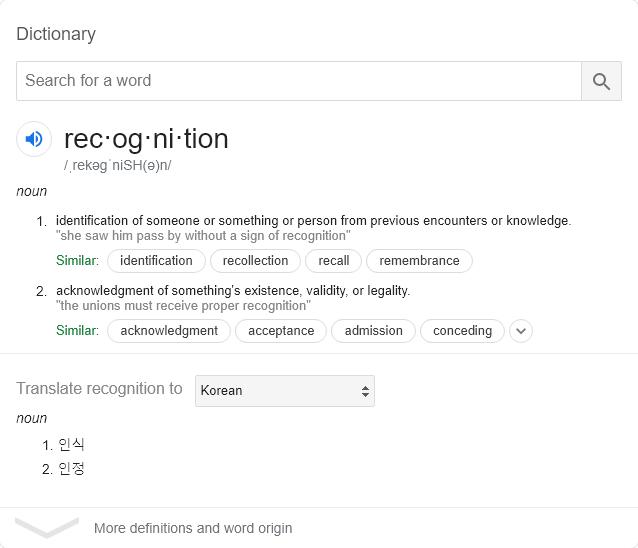 Dictionary
Search for a word
rec·og·ni·tion
/ˌrekəɡˈniSH(ə)n/
noun
1. identification of someone or something or person from previous encounters or knowledge.
"she saw him pass by without a sign of recognition"
Similar: identification recollection recall remembrance
2. acknowledgment of something's existence, validity, or legality.
"the unions must receive proper recognition"
Similar: acknowledgment acceptance admission conceding
Translate recognition to Korean
noun
1. 인식
2. 인정
More definitions and word origin